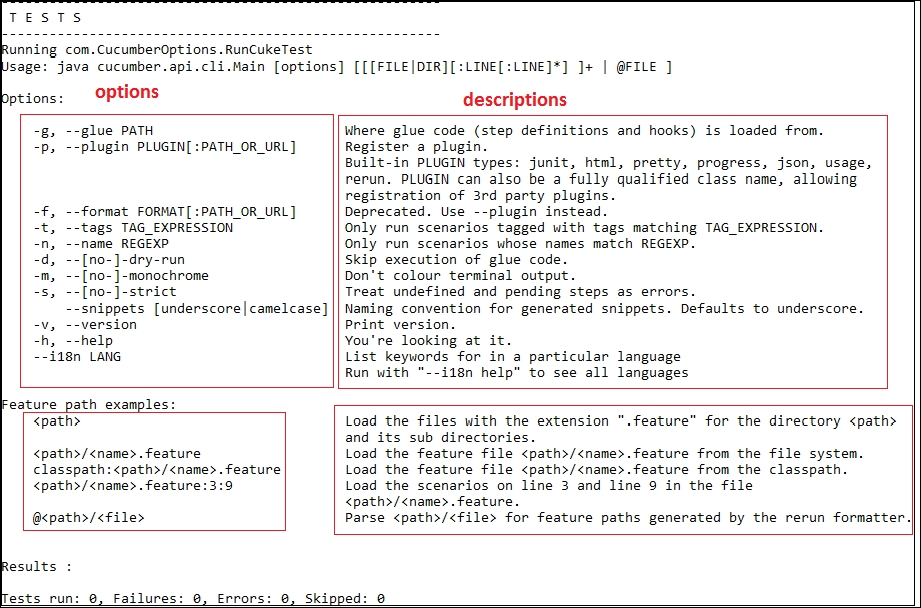 T E S T S
-------------------------------------------------------
Running com.CucumberOptions.RunCukeTest
Usage: java cucumber.api.cli.Main [options] [[[FILE|DIR][:LINE[:LINE]*] ]+ | @FILE ]
Options:
options descriptions
-g, --glue PATH Where glue code (step definitions and hooks) is loaded from.
-p, --plugin PLUGIN[:PATH_OR_URL] Register a plugin.
Built-in PLUGIN types: junit, html, pretty, progress, json, usage,
rerun. PLUGIN can also be a fully qualified class name, allowing
registration of 3rd party plugins.
-f, --format FORMAT[:PATH_OR_URL] Deprecated. Use --plugin instead.
-t, --tags TAG_EXPRESSION Only run scenarios tagged with tags matching TAG_EXPRESSION.
-n, --name REGEXP Only run scenarios whose names match REGEXP.
-d, --[no-]-dry-run Skip execution of glue code.
-m, --[no-]-monochrome Don't colour terminal output.
-s, --[no-]-strict Treat undefined and pending steps as errors.
--snippets [underscore|camelcase] Naming convention for generated snippets. Defaults to underscore.
-v, --version Print version.
-h, --help You're looking at it.
--i18n LANG List keywords for in a particular language
Run with "--i18n help" to see all languages
Feature path examples:
<path> Load the files with the extension ".feature" for the directory <path>
and its sub directories.
<path>/<name>.feature Load the feature file <path>/<name>.feature from the file system.
classpath:<path>/<name>.feature Load the feature file <path>/<name>.feature from the classpath.
<path>/<name>.feature:3:9 Load the scenarios on line 3 and line 9 in the file
<path>/<name>.feature.
@<path>/<file> Parse <path>/<file> for feature paths generated by the rerun formatter.
Results :
Tests run: 0, Failures: 0, Errors: 0, Skipped: 0